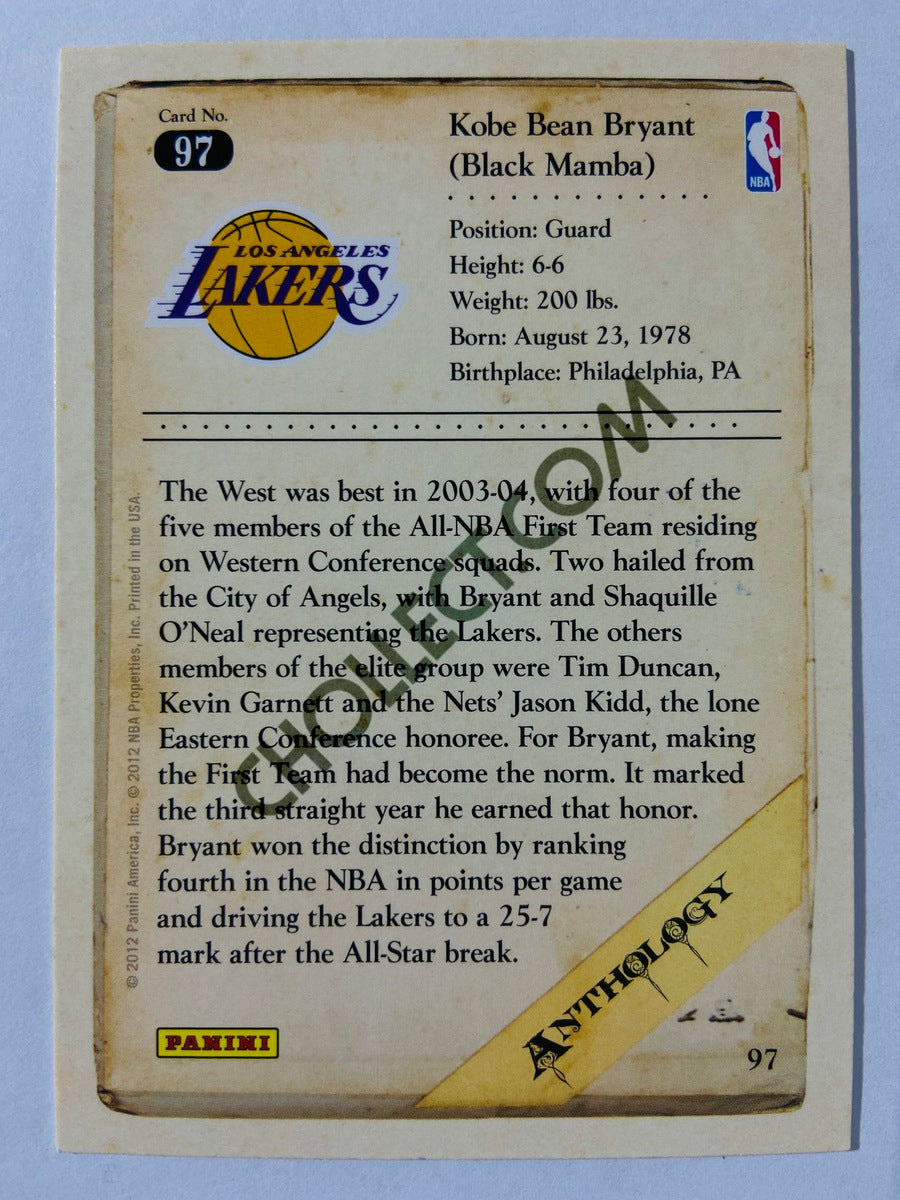 Card No.
97
Kobe Bean Bryant
(Black Mamba)
NBA
LOS ANGELES
LAKERS
Position: Guard
Height: 6-6
Weight: 200 lbs.
Born: August 23, 1978
Birthplace: Philadelphia, PA
The West was best in 2003-04, with four of the
five members of the All-NBA First Team residing
on Western Conference squads. Two hailed from
the City of Angels, with Bryant and Shaquille
O'Neal representing the Lakers. The others
members of the elite group were Tim Duncan,
Kevin Garnett and the Nets' Jason Kidd, the lone
Eastern Conference honoree. For Bryant, making
the First Team had become the norm. It marked
the third straight year he earned that honor.
Bryant won the distinction by ranking
fourth in the NBA in points per game
and driving the Lakers to a 25-7
mark after the All-Star break.
© 2012 Panini America, Inc. © 2012 NBA Properties, Inc. Printed in the USA.
CHOLLECT.COM
ANTHOLOGY
PANINI
97